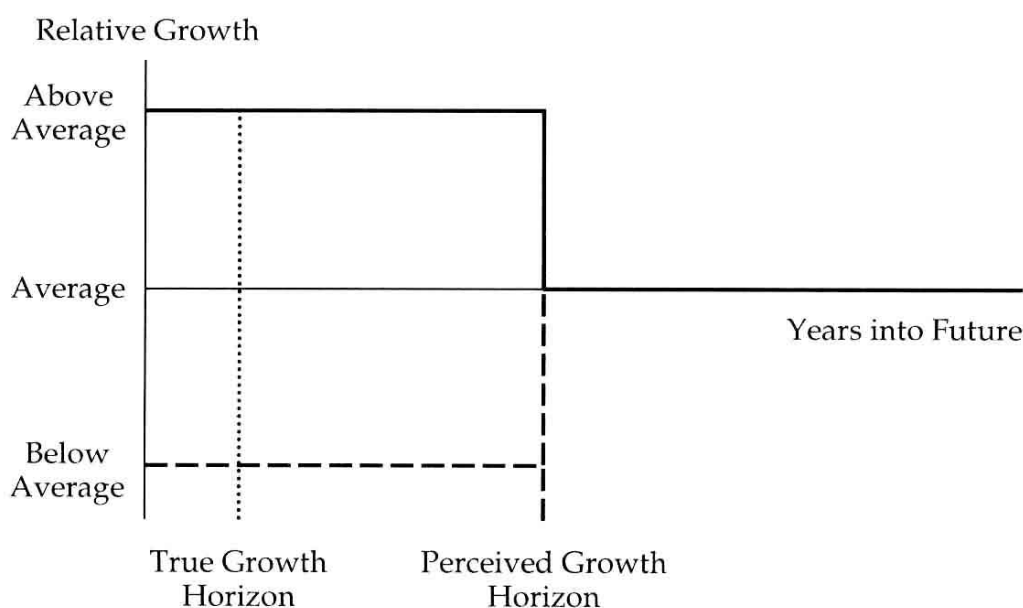 Relative Growth
Above
Average
Average
Years into Future
Below
Average
True Growth
Horizon
Perceived Growth
Horizon